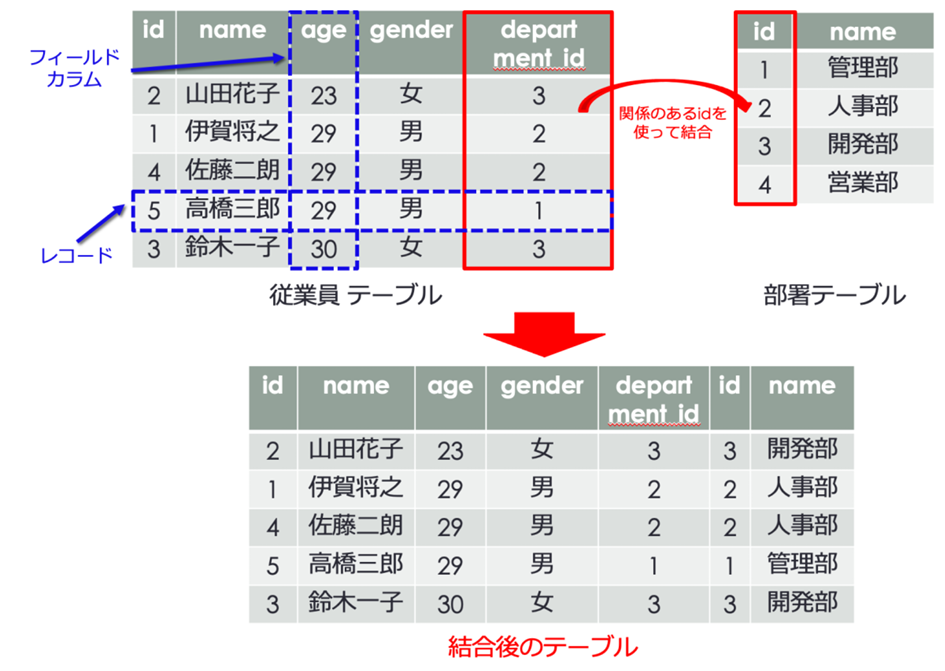 id name age gender depart
ment_id
2 山田花子 23 女 3
1 伊賀将之 29 男 2
4 佐藤二朗 29 男 2
5 高橋三郎 29 男 1
3 鈴木一子 30 女 3
従業員 テーブル
フィールド
カラム
レコード
関係のあるidを
使って結合
id name
1 管理部
2 人事部
3 開発部
4 営業部
部署テーブル
id name age gender depart
ment_id id name
2 山田花子 23 女 3 3 開発部
1 伊賀将之 29 男 2 2 人事部
4 佐藤二朗 29 男 2 2 人事部
5 高橋三郎 29 男 1 1 管理部
3 鈴木一子 30 女 3 3 開発部
結合後のテーブル